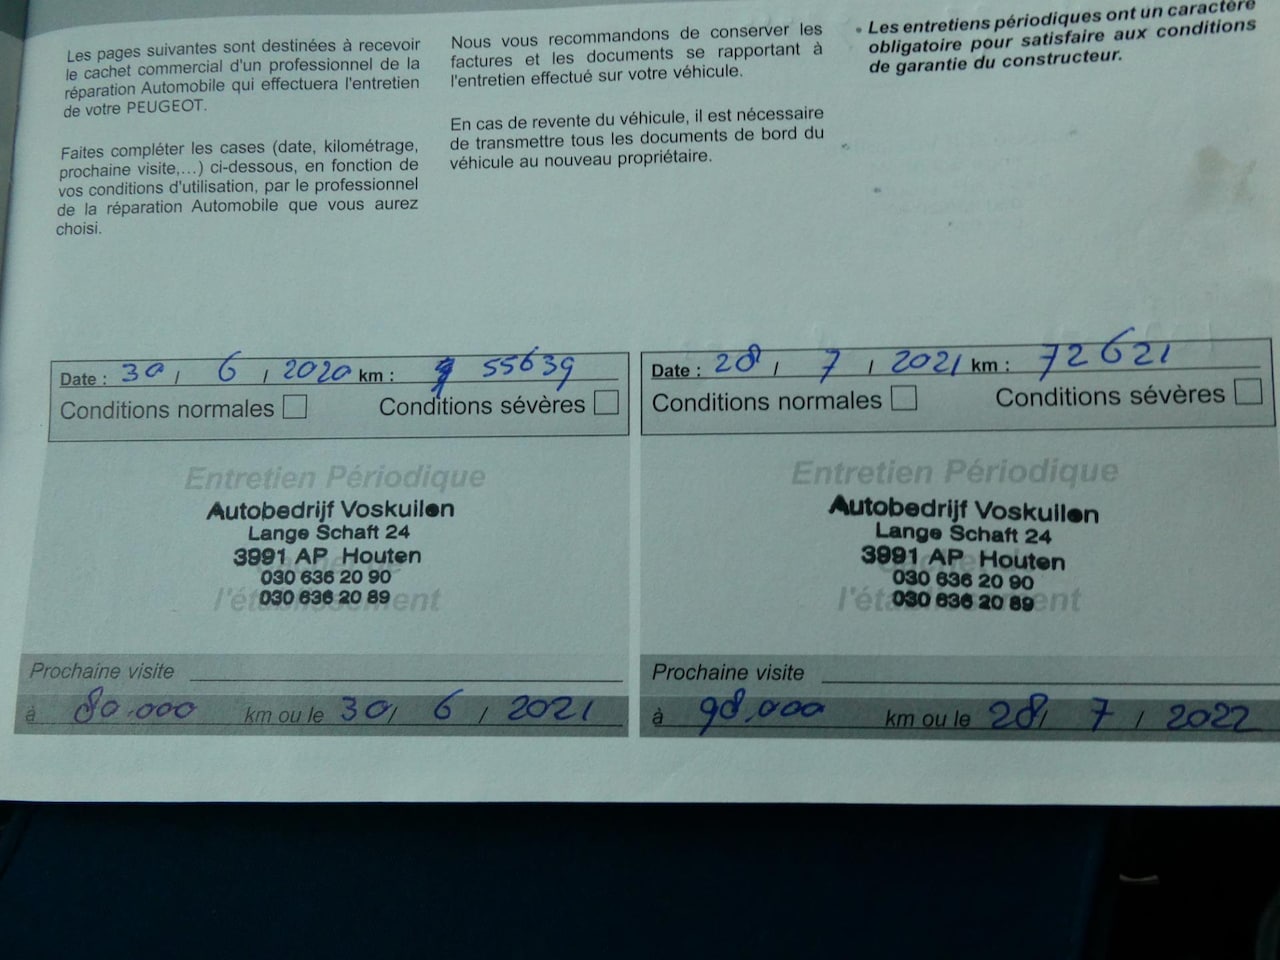 Les pages suivantes sont destinées à recevoir
le cachet commercial d'un professionnel de la
réparation Automobile qui effectuera l'entretien
de votre PEUGEOT.
Faites compléter les cases (date, kilométrage,
prochaine visite,...) ci-dessous, en fonction de
vos conditions d'utilisation, par le professionnel
de la réparation Automobile que vous aurez
choisi.
Nous vous recommandons de conserver les
factures et les documents se rapportant à
l'entretien effectué sur votre véhicule.
En cas de revente du véhicule, il est nécessaire
de transmettre tous les documents de bord du
véhicule au nouveau propriétaire.
• Les entretiens périodiques ont un caractère
obligatoire pour satisfaire aux conditions
de garantie du constructeur.
Date : 30 / 6 / 2020 km : 55639
Conditions normales Conditions sévères
Entretien Périodique
Autobedrijf Voskuilen
Lange Schaft 24
3991 AP Houten
030 636 20 90
030 636 20 89
l'établissement
Prochaine visite
à 80.000 km ou le 30 / 6 / 2021
Date : 28 / 7 / 2021 km : 72621
Conditions normales Conditions sévères
Entretien Périodique
Autobedrijf Voskuilen
Lange Schaft 24
3991 AP Houten
030 636 20 90
030 636 20 89
l'établissement
Prochaine visite
à 98.000 km ou le 28 / 7 / 2022